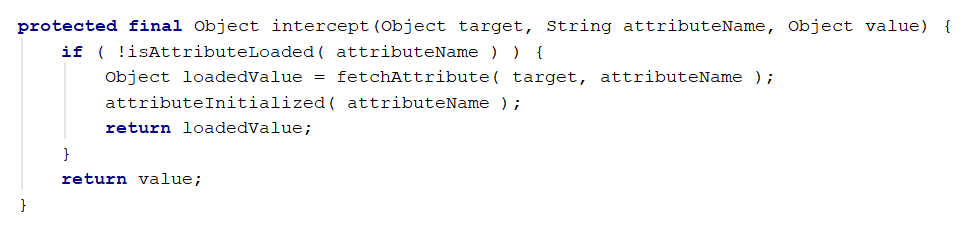 protected final Object intercept(Object target, String attributeName, Object value) {
    if ( !isAttributeLoaded( attributeName ) ) {
        Object loadedValue = fetchAttribute( target, attributeName );
        attributeInitialized( attributeName );
        return loadedValue;
    }
    return value;
}